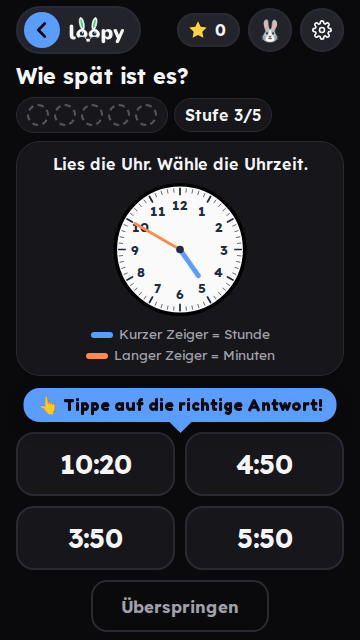 loopy
0
Wie spät ist es?
Stufe 3/5
Lies die Uhr. Wähle die Uhrzeit.
12
1
2
3
4
5
6
7
8
9
10
11
Kurzer Zeiger = Stunde
Langer Zeiger = Minuten
👆 Tippe auf die richtige Antwort!
10:20
4:50
3:50
5:50
Überspringen